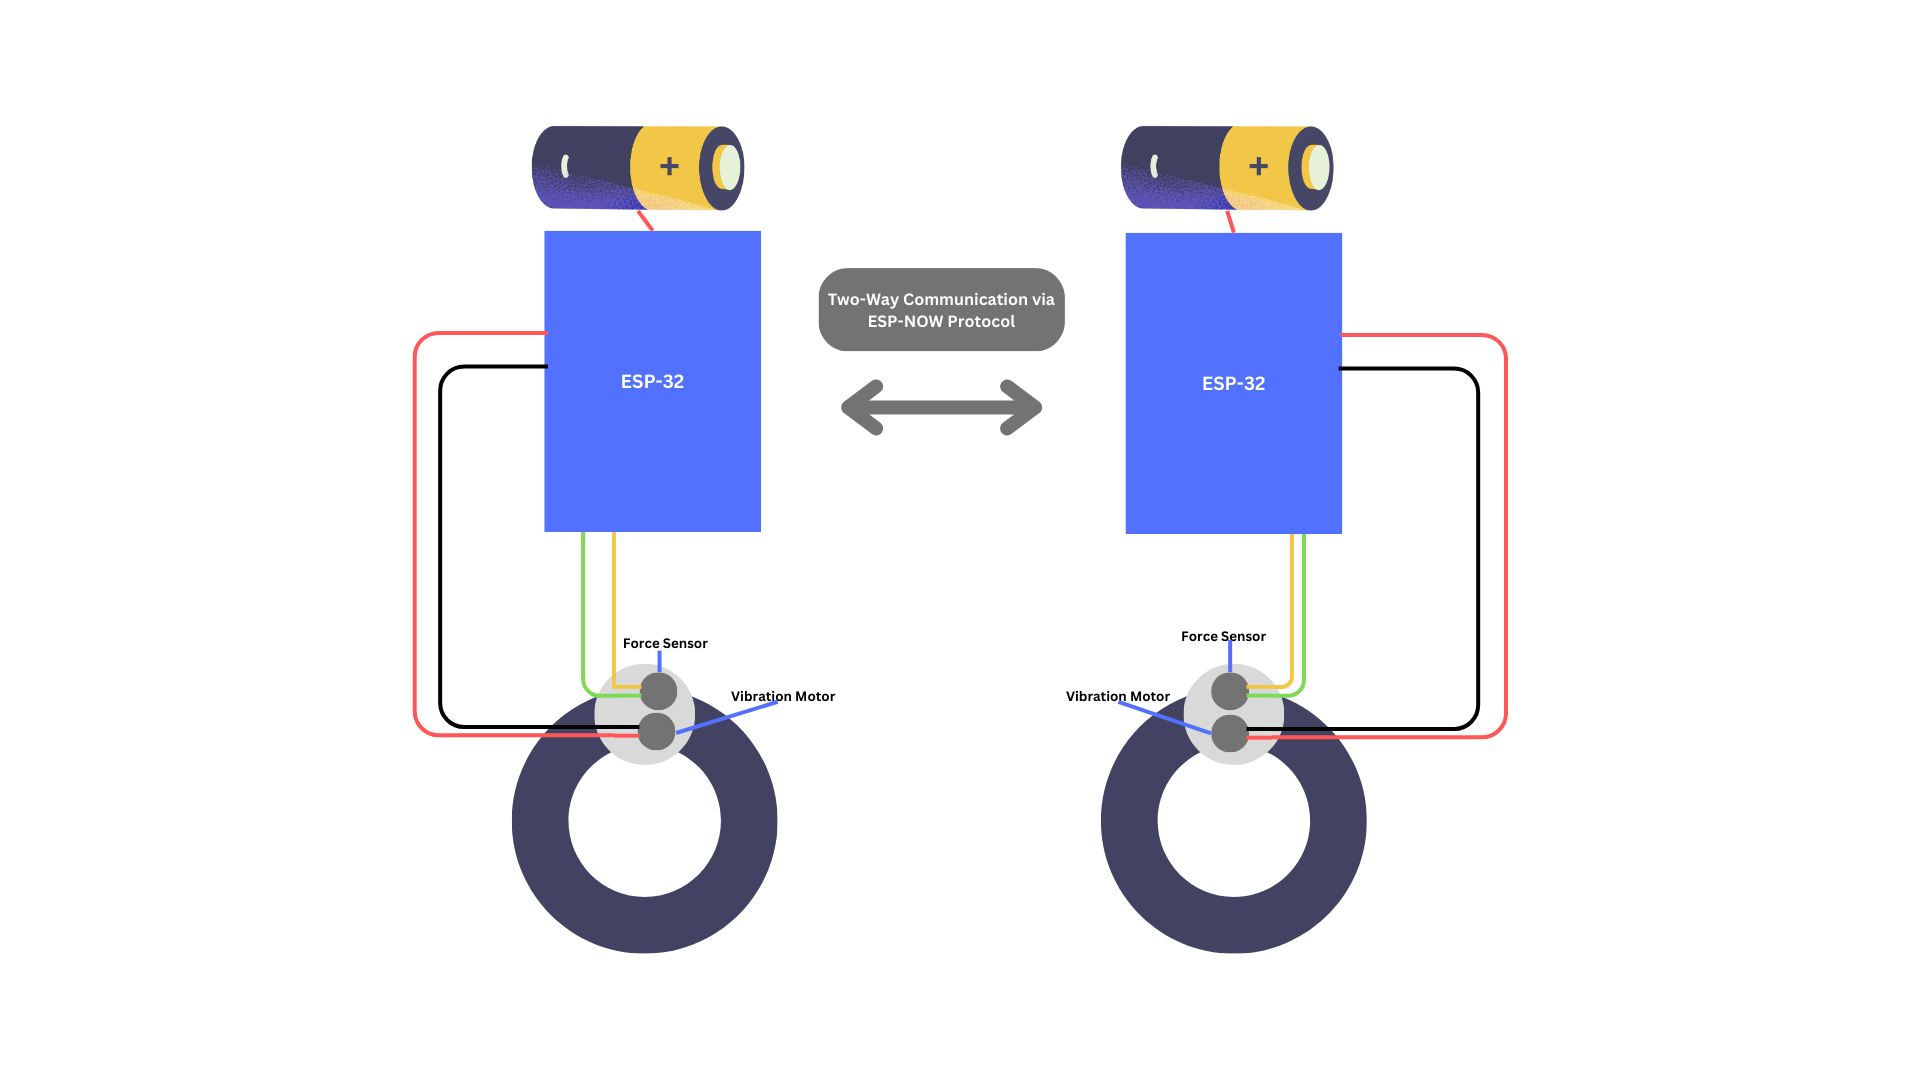 +
+
Two-Way Communication via
ESP-NOW Protocol
ESP-32
ESP-32
Force Sensor
Force Sensor
Vibration Motor
Vibration Motor